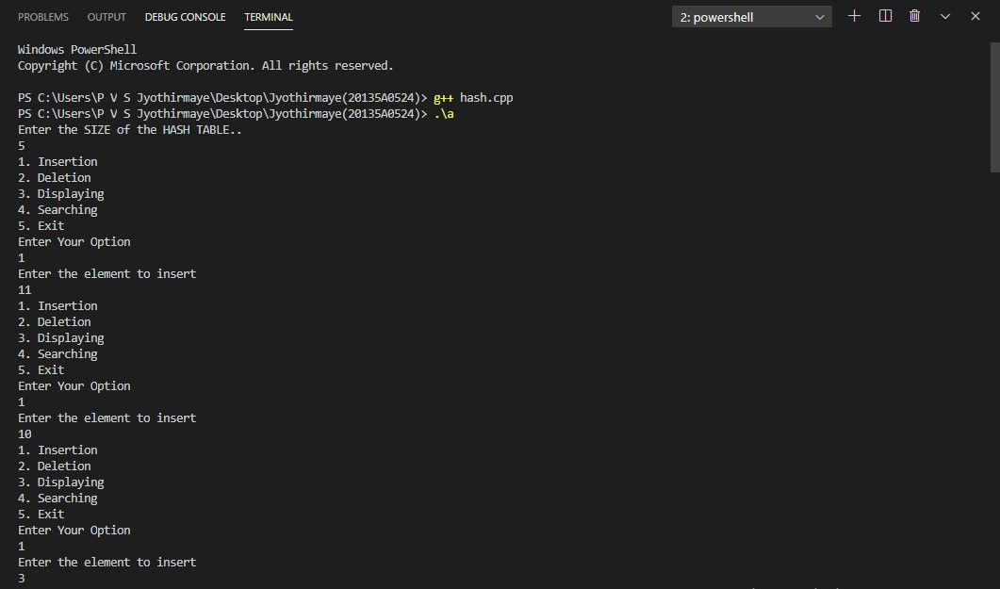 PROBLEMS OUTPUT DEBUG CONSOLE TERMINAL 2: powershell
Windows PowerShell
Copyright (C) Microsoft Corporation. All rights reserved.
PS C:\Users\P V S Jyothirmaye\Desktop\Jyothirmaye(20135A0524)> g++ hash.cpp
PS C:\Users\P V S Jyothirmaye\Desktop\Jyothirmaye(20135A0524)> .\a
Enter the SIZE of the HASH TABLE..
5
1. Insertion
2. Deletion
3. Displaying
4. Searching
5. Exit
Enter Your Option
1
Enter the element to insert
11
1. Insertion
2. Deletion
3. Displaying
4. Searching
5. Exit
Enter Your Option
1
Enter the element to insert
10
1. Insertion
2. Deletion
3. Displaying
4. Searching
5. Exit
Enter Your Option
1
Enter the element to insert
3